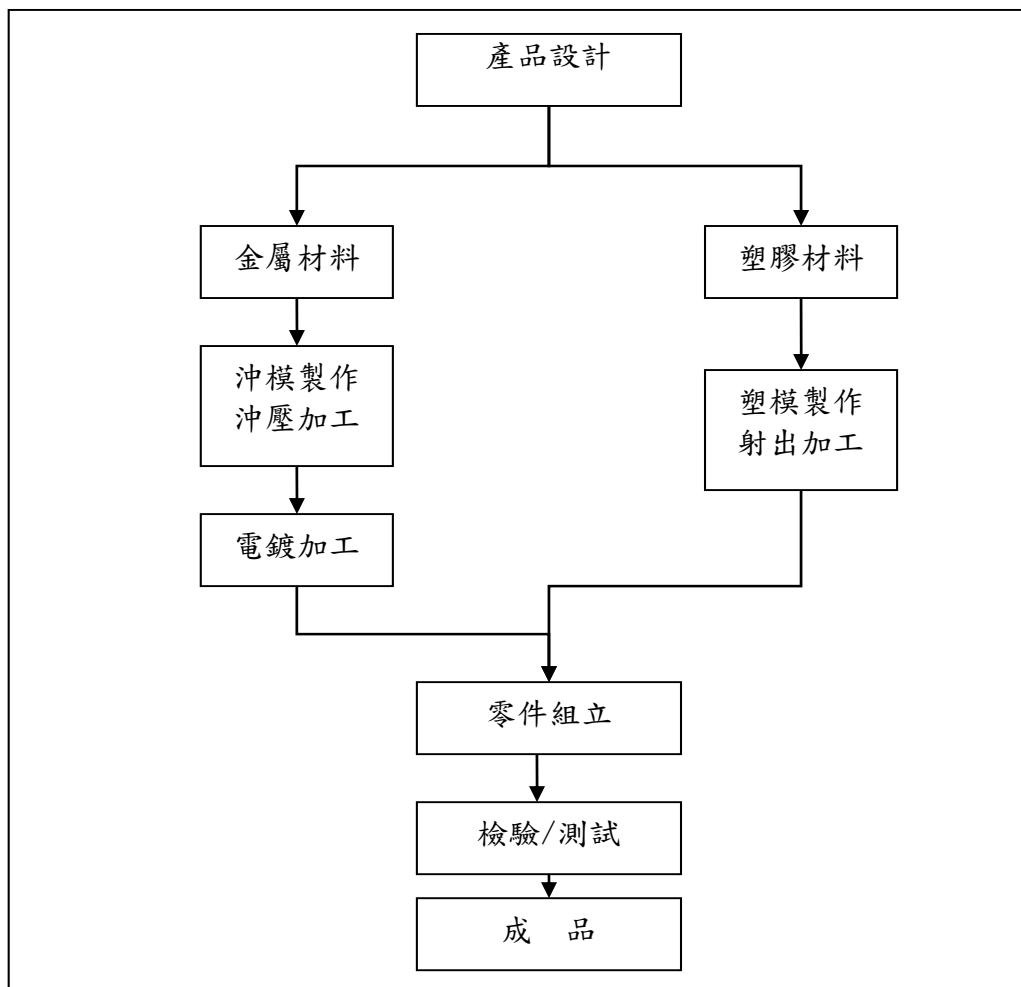 產品設計
金屬材料
塑膠材料
沖模製作
沖壓加工
塑模製作
射出加工
電鍍加工
零件組立
檢驗/測試
成 品